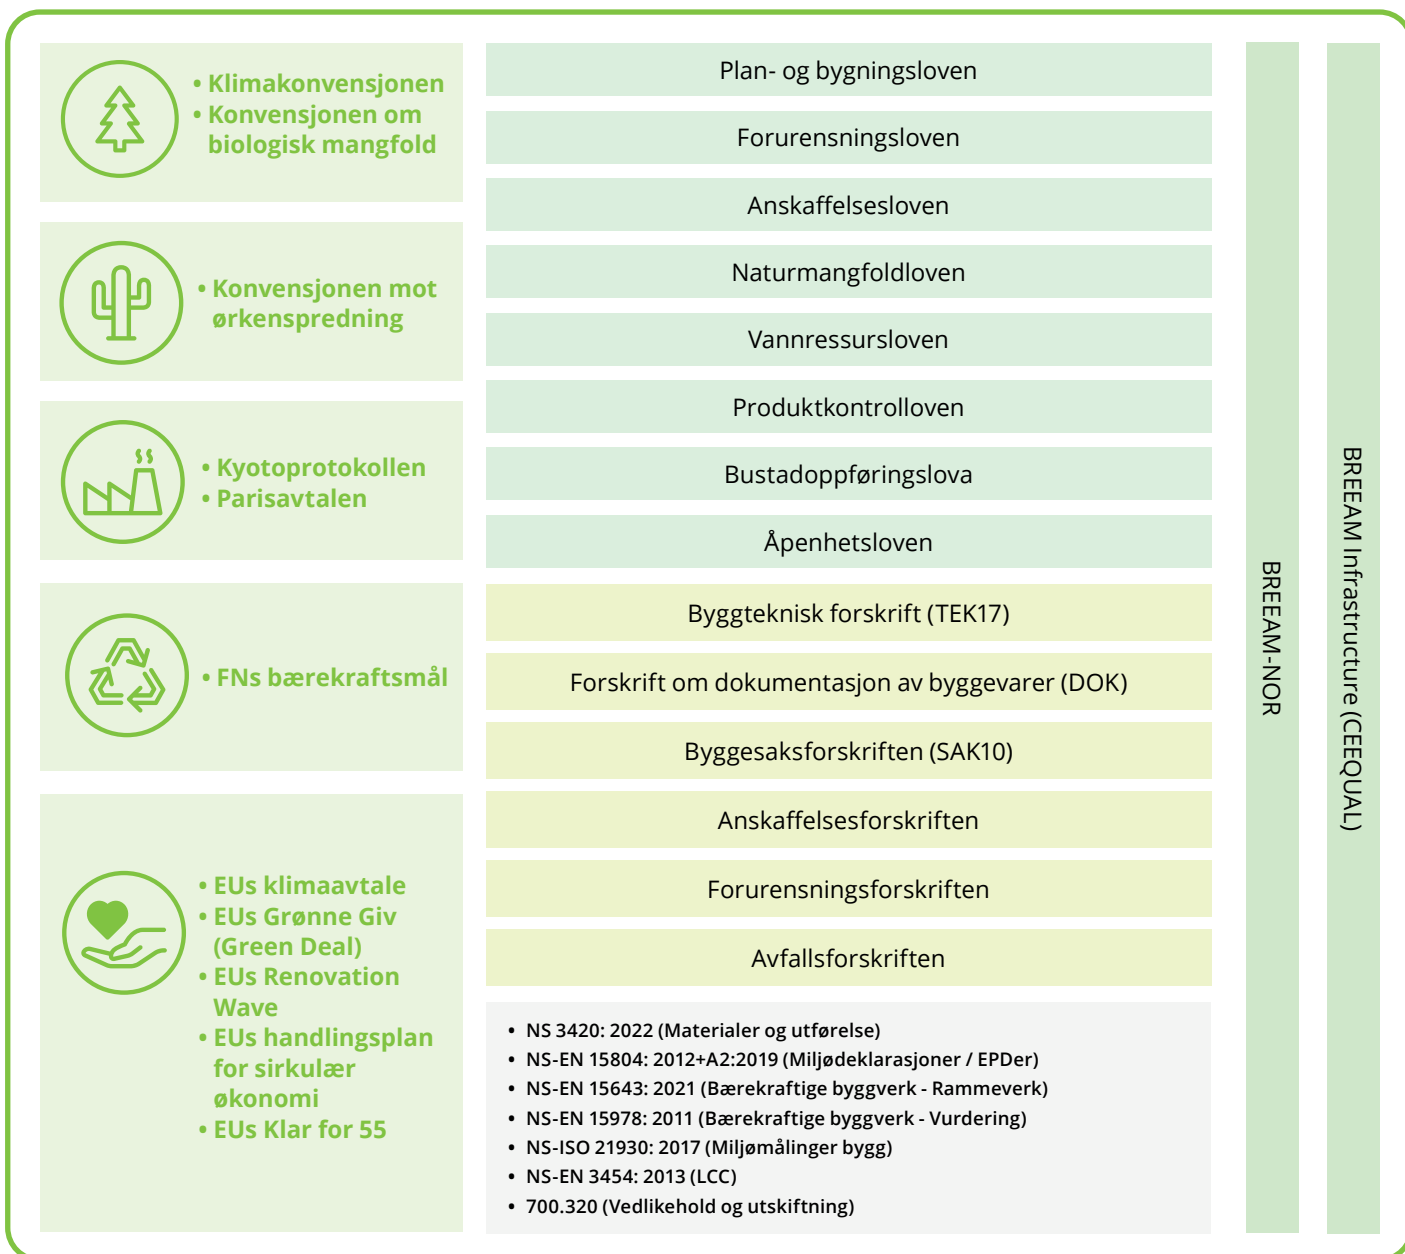 • Klimakonvensjonen
• Konvensjonen om
biologisk mangfold
• Konvensjonen mot
ørkenspredning
• Kyotoprotokollen
• Parisavtalen
• FNs bærekraftsmål
• EUs klimaavtale
• EUs Grønne Giv
(Green Deal)
• EUs Renovation
Wave
• EUs handlingsplan
for sirkulær
økonomi
• EUs Klar for 55
Plan- og bygningsloven
Forurensningsloven
Anskaffelsesloven
Naturmangfoldloven
Vannressursloven
Produktkontrolloven
Bustadoppføringslova
Åpenhetsloven
Byggteknisk forskrift (TEK17)
Forskrift om dokumentasjon av byggevarer (DOK)
Byggesaksforskriften (SAK10)
Anskaffelsesforskriften
Forurensningsforskriften
Avfallsforskriften
• NS 3420: 2022 (Materialer og utførelse)
• NS-EN 15804: 2012+A2:2019 (Miljødeklarasjoner / EPDer)
• NS-EN 15643: 2021 (Bærekraftige byggverk - Rammeverk)
• NS-EN 15978: 2011 (Bærekraftige byggverk - Vurdering)
• NS-ISO 21930: 2017 (Miljømålinger bygg)
• NS-EN 3454: 2013 (LCC)
• 700.320 (Vedlikehold og utskiftning)
BREEAM-NOR
BREEAM Infrastructure (CEEQUAL)